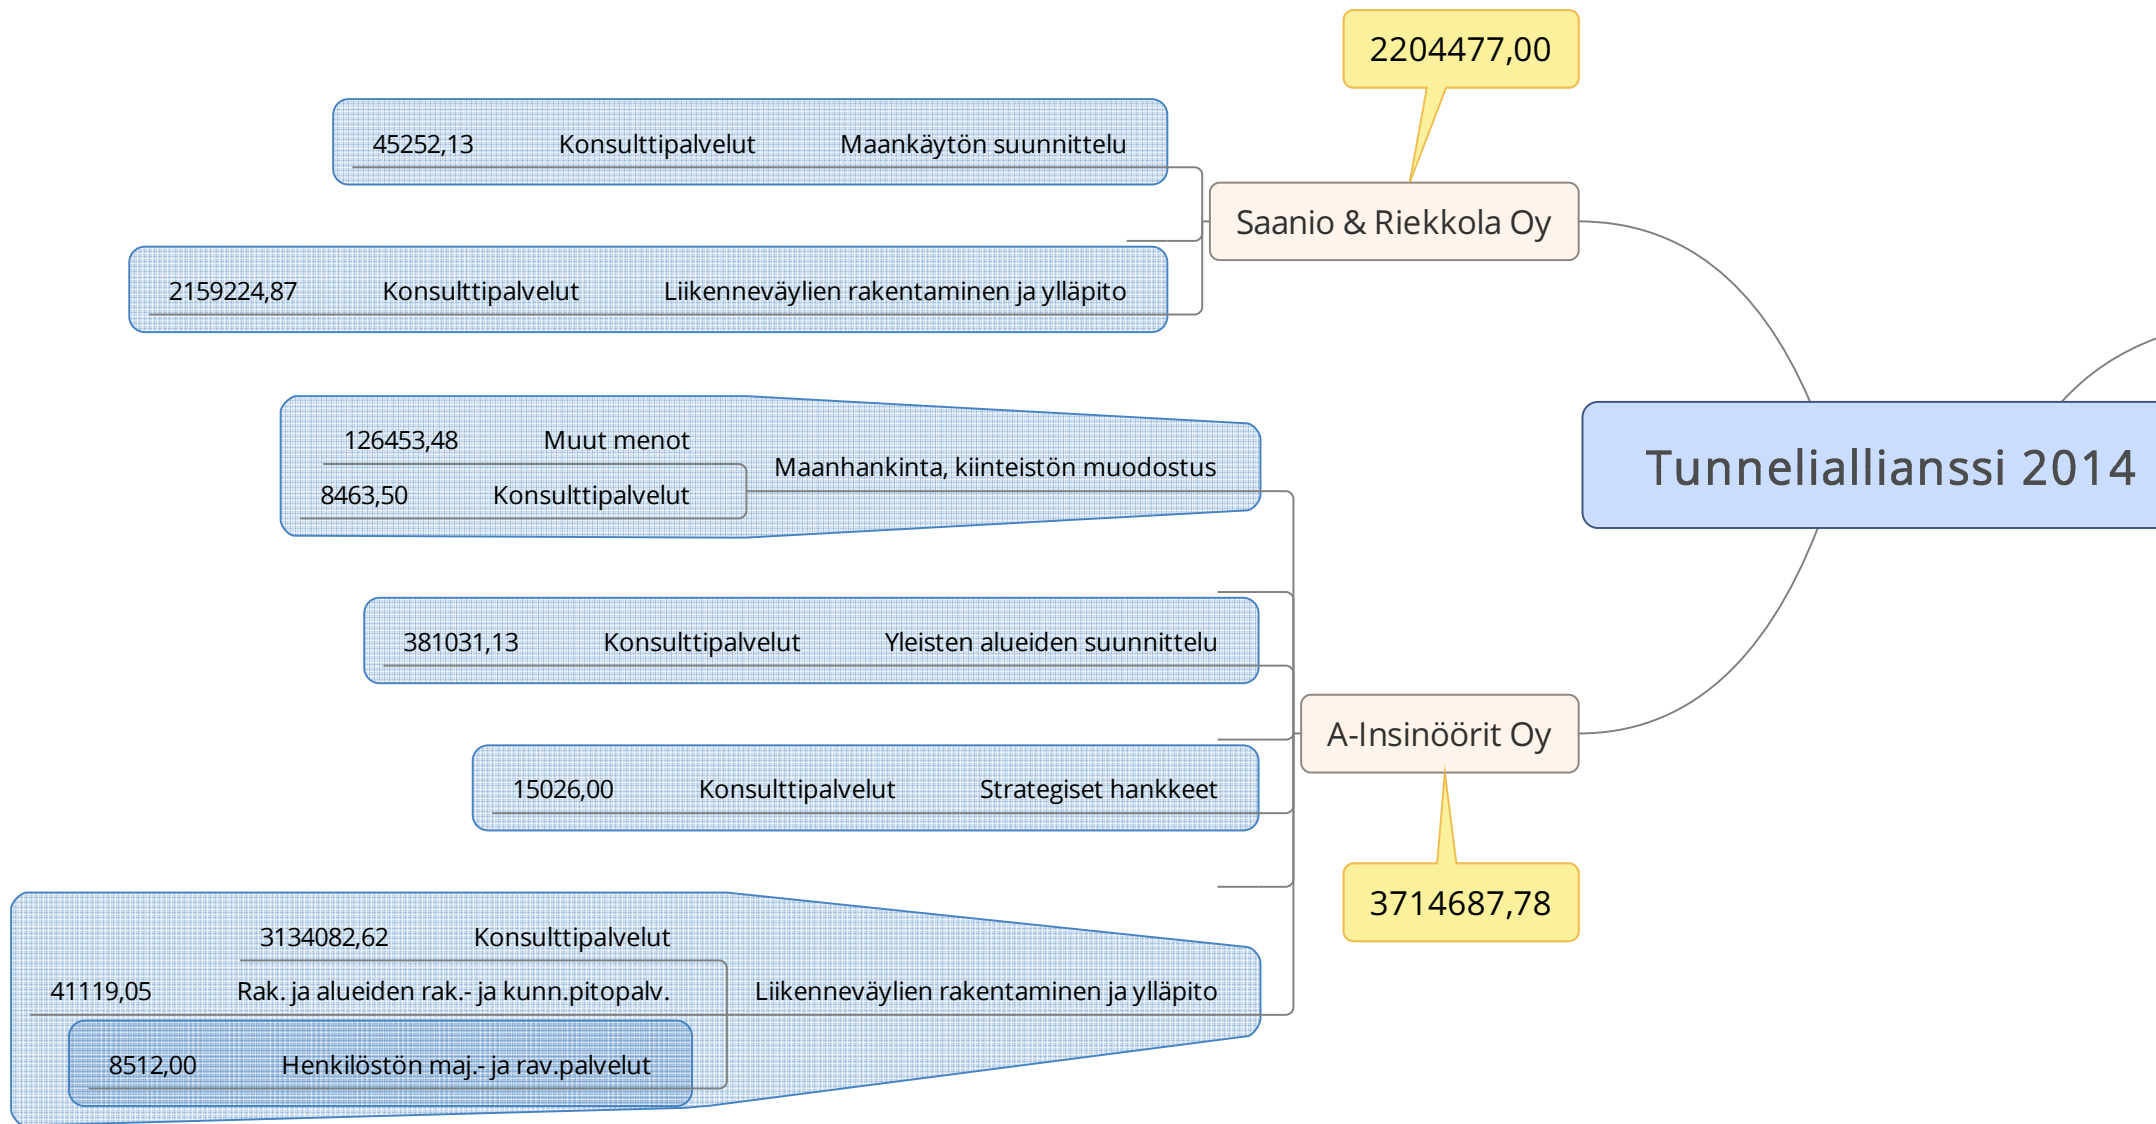 2204477,00
45252,13 Konsulttipalvelut Maankäytön suunnittelu
Saanio & Riekkola Oy
2159224,87 Konsulttipalvelut Liikenneväylien rakentaminen ja ylläpito
126453,48 Muut menot
Maanhankinta, kiinteistön muodostus
8463,50 Konsulttipalvelut
Tunneliallianssi 2014
381031,13 Konsulttipalvelut Yleisten alueiden suunnittelu
A-Insinöörit Oy
15026,00 Konsulttipalvelut Strategiset hankkeet
3714687,78
3134082,62 Konsulttipalvelut
41119,05 Rak. ja alueiden rak.- ja kunn.pitopalv. Liikenneväylien rakentaminen ja ylläpito
8512,00 Henkilöstön maj.- ja rav.palvelut